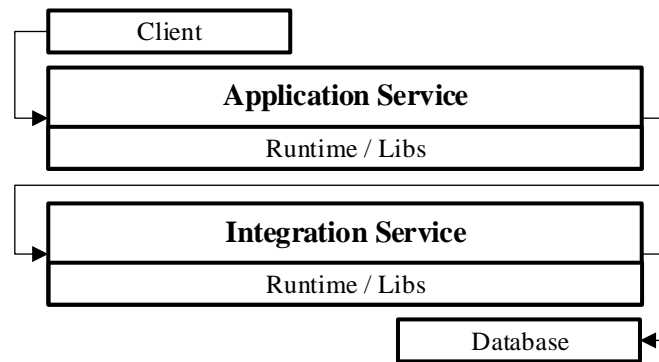 Client
Application Service
Runtime / Libs
Integration Service
Runtime / Libs
Database